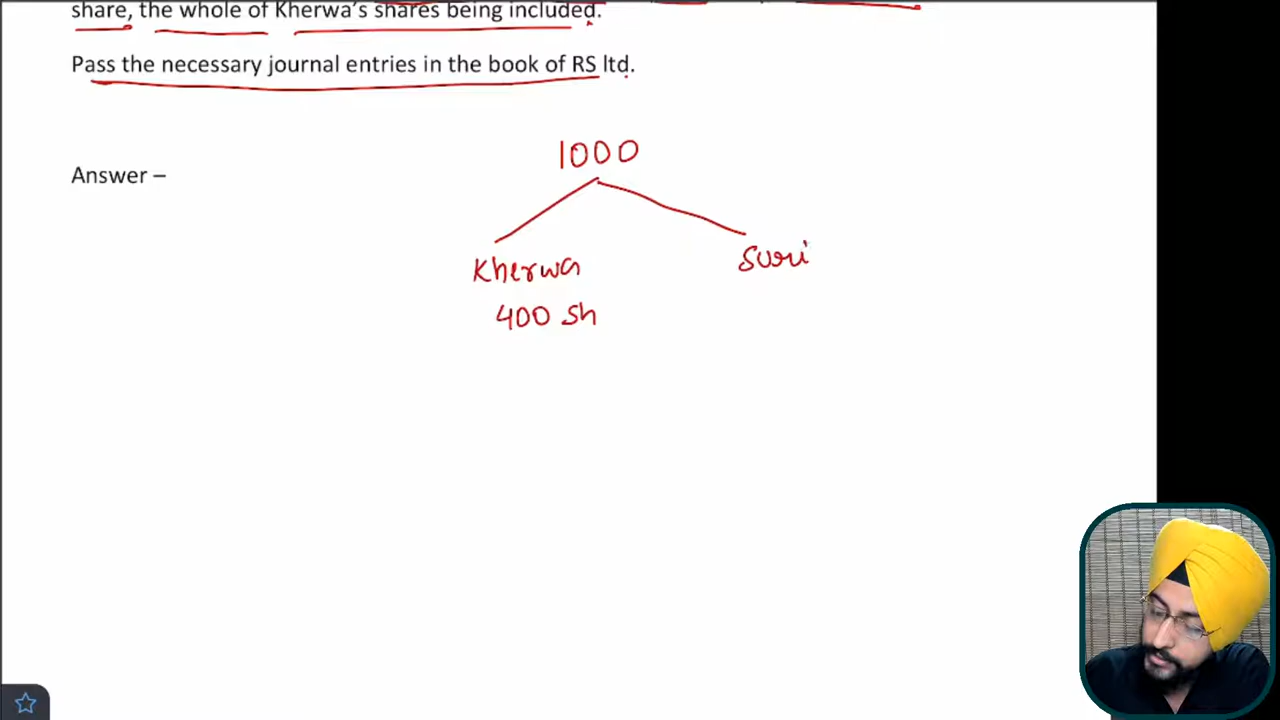 share, the whole of Kherwa's shares being included.
Pass the necessary journal entries in the book of RS ltd.
Answer –
1000
Kherwa
Suri
400 Sh